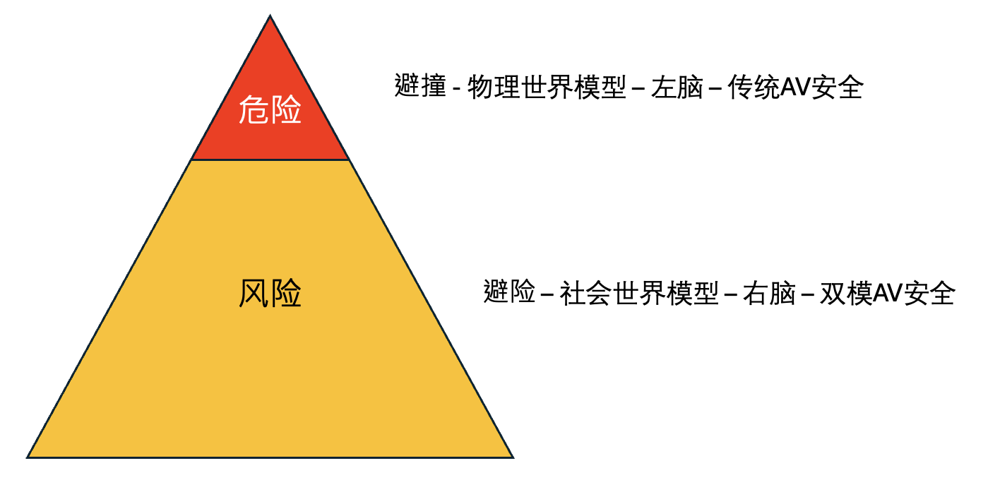 避撞 - 物理世界模型 – 左脑 – 传统AV安全
危险
避险 – 社会世界模型 – 右脑 – 双模AV安全
风险